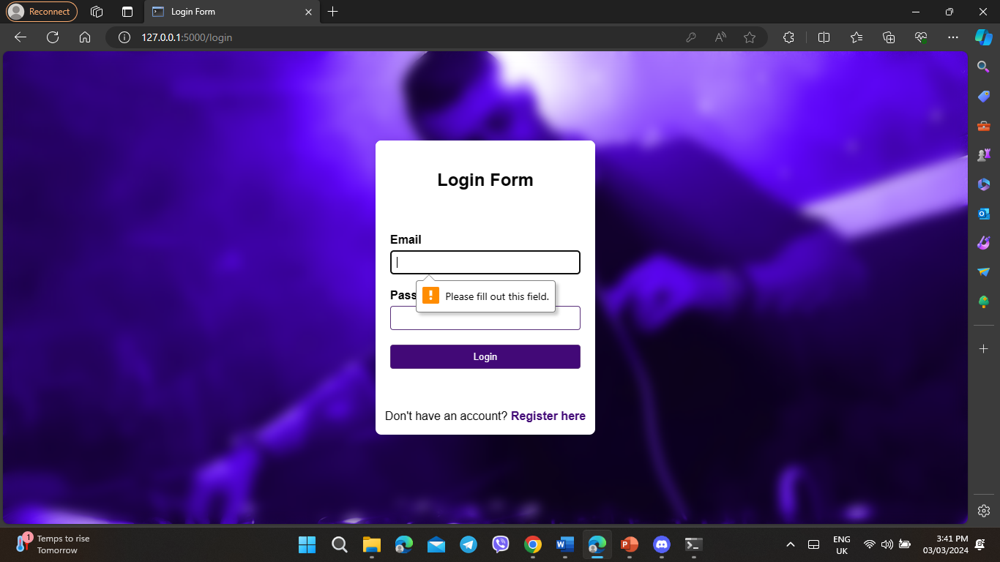 Reconnect
Login Form
127.0.0.1:5000/login
Login Form
Email
Pass
Please fill out this field.
Login
Don't have an account? Register here
1
Temps to rise
Tomorrow
ENG
UK
3:41 PM
03/03/2024